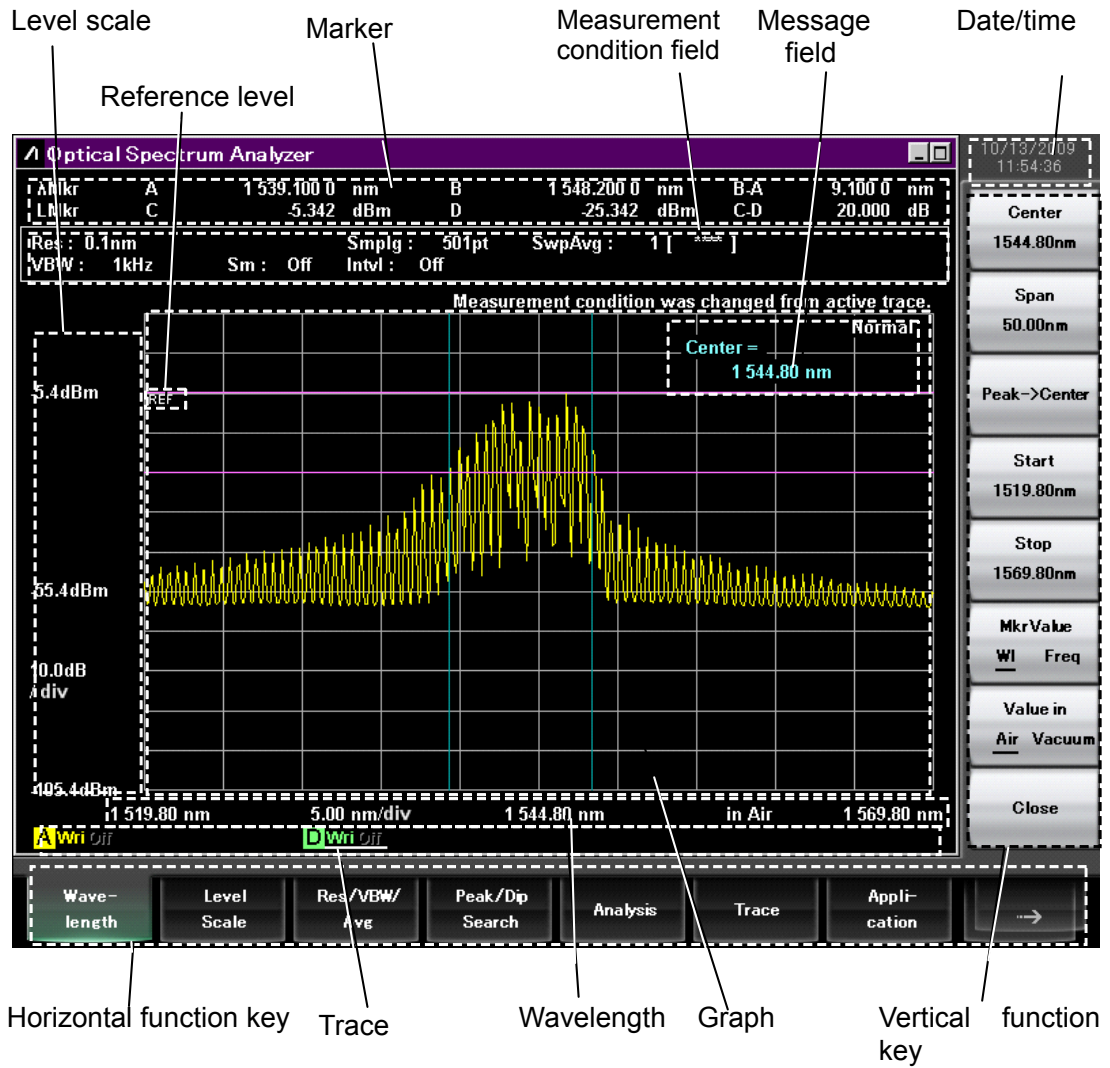 Level scale
Marker
Measurement condition field
Message field
Date/time
Reference level
Optical Spectrum Analyzer
10/13/2009
11:54:36
λMkr A 1 539.100 0 nm B 1 548.200 0 nm B-A 9.100 0 nm
LMkr C -5.342 dBm D -25.342 dBm C-D 20.000 dB
Res : 0.1nm Smplg : 501pt SwpAvg : 1 [ **** ]
VBW : 1kHz Sm : Off Intvl : Off
Measurement condition was changed from active trace.
Normal
Center =
1 544.80 nm
-5.4dBm
REF
-55.4dBm
10.0dB
/div
-105.4dBm
1 519.80 nm 5.00 nm/div 1 544.80 nm in Air 1 569.80 nm
A Wri Off D Wri Off
Center
1544.80nm
Span
50.00nm
Peak->Center
Start
1519.80nm
Stop
1569.80nm
MkrValue
Wl Freq
Value in
Air Vacuum
Close
Wave-
length
Level
Scale
Res/VBW/
Avg
Peak/Dip
Search
Analysis
Trace
Appli-
cation
→
Horizontal function key
Trace
Wavelength
Graph
Vertical function
key